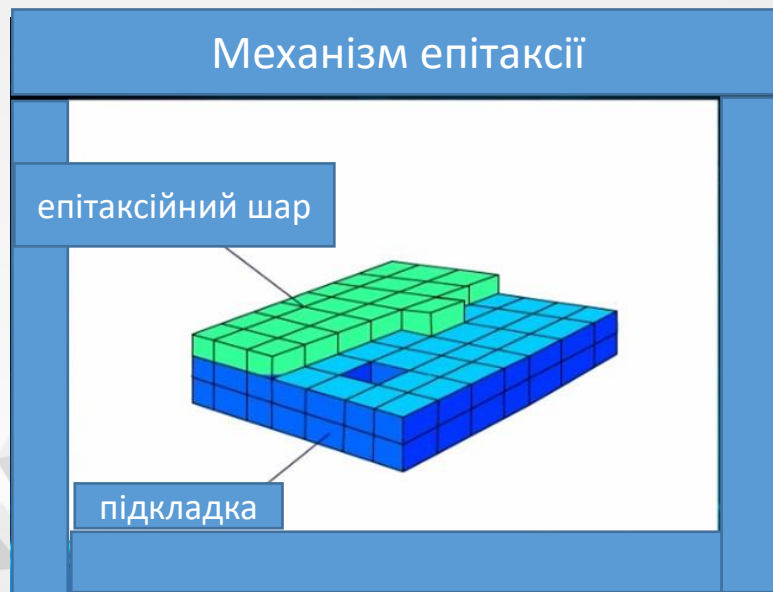 Механізм епітаксії
епітаксійний шар
підкладка